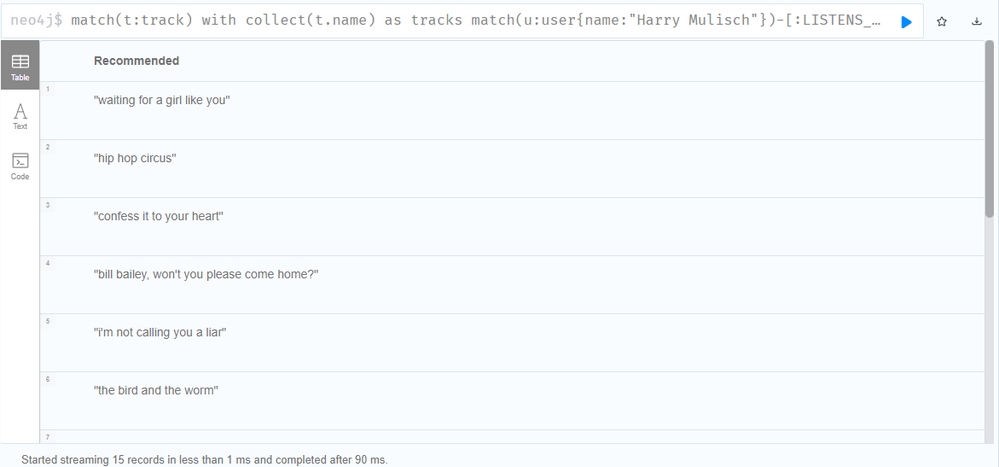 neo4j$ match(t:track) with collect(t.name) as tracks match(u:user{name:"Harry Mulisch"})-[:LISTENS_…
Table
Text
Code
Recommended
1
"waiting for a girl like you"
2
"hip hop circus"
3
"confess it to your heart"
4
"bill bailey, won't you please come home?"
5
"i'm not calling you a liar"
6
"the bird and the worm"
7
Started streaming 15 records in less than 1 ms and completed after 90 ms.